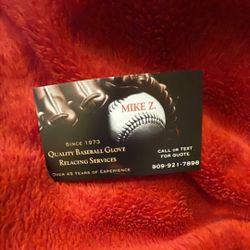 MIKE Z.
SINCE 1973
QUALITY BASEBALL GLOVE
RELACING SERVICES
OVER 45 YEARS OF EXPERIENCE
CALL OR TEXT
FOR QUOTE
909-921-7898